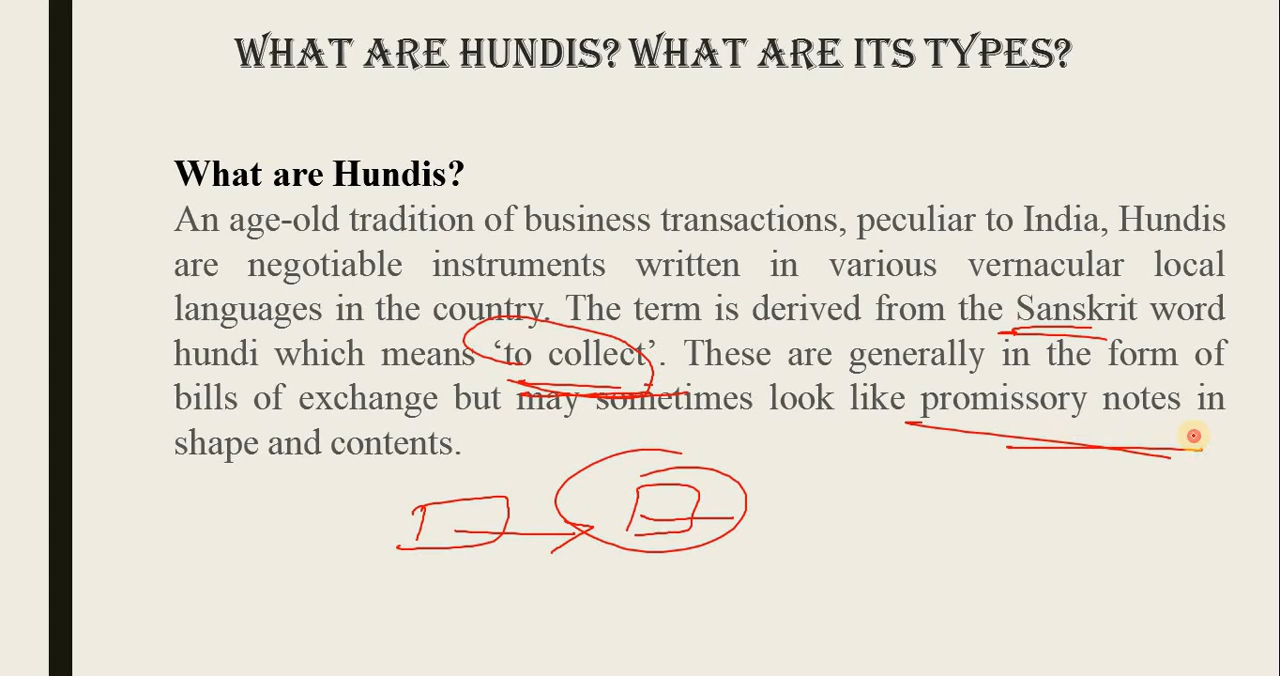 WHAT ARE HUNDIS? WHAT ARE ITS TYPES?
What are Hundis?
An age-old tradition of business transactions, peculiar to India, Hundis
are negotiable instruments written in various vernacular local
languages in the country. The term is derived from the Sanskrit word
hundi which means ‘to collect’. These are generally in the form of
bills of exchange but may sometimes look like promissory notes in
shape and contents.